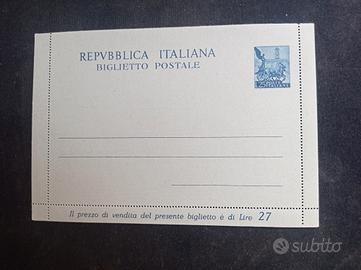 REPVBBLICA ITALIANA
BIGLIETTO POSTALE
Il prezzo di vendita del presente biglietto è di Lire 27
subito